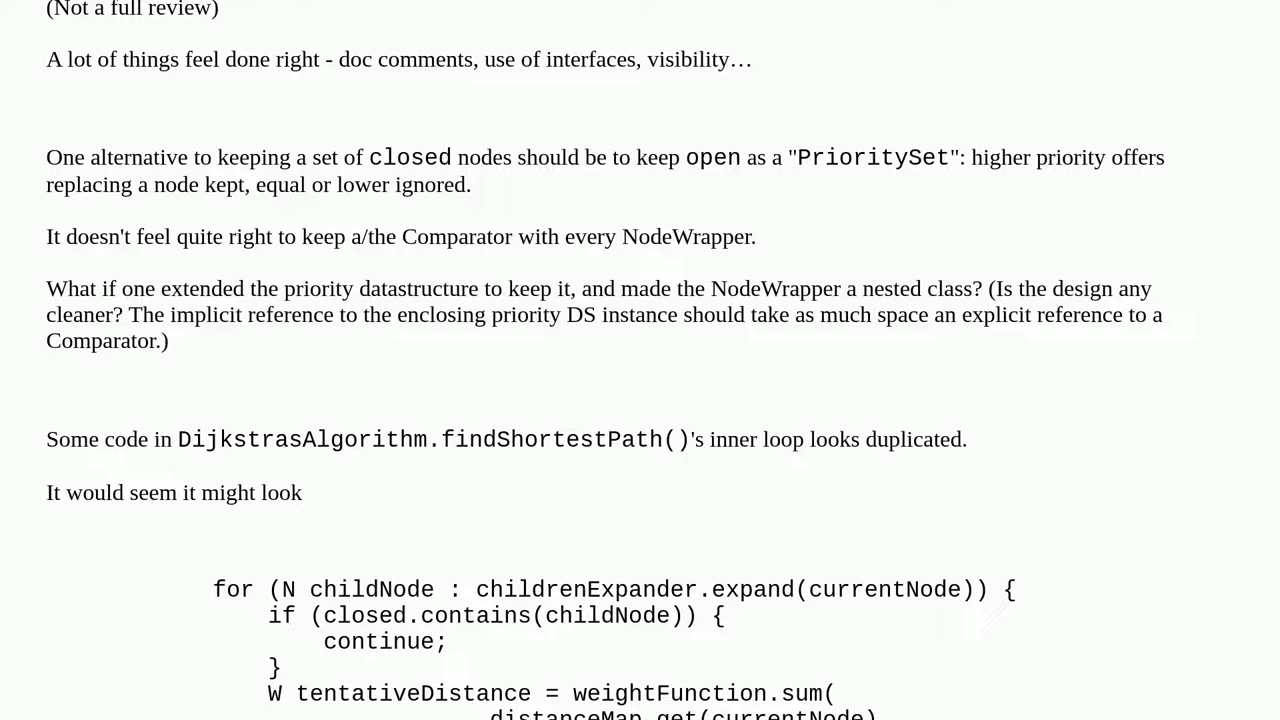 (Not a full review)
A lot of things feel done right - doc comments, use of interfaces, visibility…
One alternative to keeping a set of closed nodes should be to keep open as a "PrioritySet": higher priority offers
replacing a node kept, equal or lower ignored.
It doesn't feel quite right to keep a/the Comparator with every NodeWrapper.
What if one extended the priority datastructure to keep it, and made the NodeWrapper a nested class? (Is the design any
cleaner? The implicit reference to the enclosing priority DS instance should take as much space an explicit reference to a
Comparator.)
Some code in DijkstrasAlgorithm.findShortestPath()'s inner loop looks duplicated.
It would seem it might look
for (N childNode : childrenExpander.expand(currentNode)) {
if (closed.contains(childNode)) {
continue;
}
W tentativeDistance = weightFunction.sum(
distanceMap.get(currentNode)